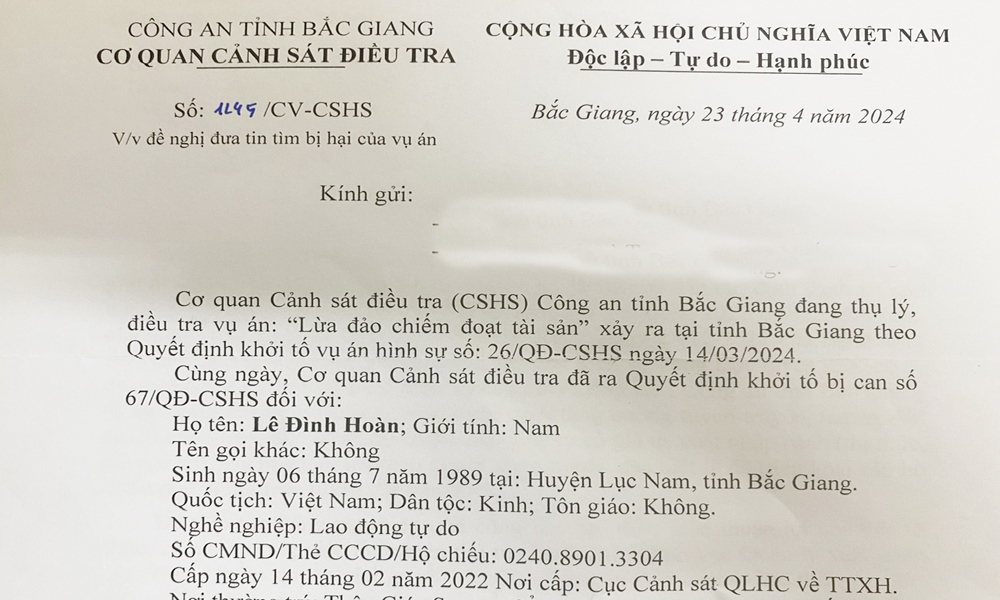 CÔNG AN TỈNH BẮC GIANG
CƠ QUAN CẢNH SÁT ĐIỀU TRA
CỘNG HÒA XÃ HỘI CHỦ NGHĨA VIỆT NAM
Độc lập – Tự do – Hạnh phúc
Số: 1245 /CV-CSHS
V/v đề nghị đưa tin tìm bị hại của vụ án
Bắc Giang, ngày 23 tháng 4 năm 2024
Kính gửi:
-
-
Cơ quan Cảnh sát điều tra (CSHS) Công an tỉnh Bắc Giang đang thụ lý,
điều tra vụ án: “Lừa đảo chiếm đoạt tài sản” xảy ra tại tỉnh Bắc Giang theo
Quyết định khởi tố vụ án hình sự số: 26/QĐ-CSHS ngày 14/03/2024.
Cùng ngày, Cơ quan Cảnh sát điều tra đã ra Quyết định khởi tố bị can số
67/QĐ-CSHS đối với:
Họ tên: Lê Đình Hoàn; Giới tính: Nam
Tên gọi khác: Không
Sinh ngày 06 tháng 7 năm 1989 tại: Huyện Lục Nam, tỉnh Bắc Giang.
Quốc tịch: Việt Nam; Dân tộc: Kinh; Tôn giáo: Không.
Nghề nghiệp: Lao động tự do
Số CMND/Thẻ CCCD/Hộ chiếu: 0240.8901.3304
Cấp ngày 14 tháng 02 năm 2022 Nơi cấp: Cục Cảnh sát QLHC về TTXH.